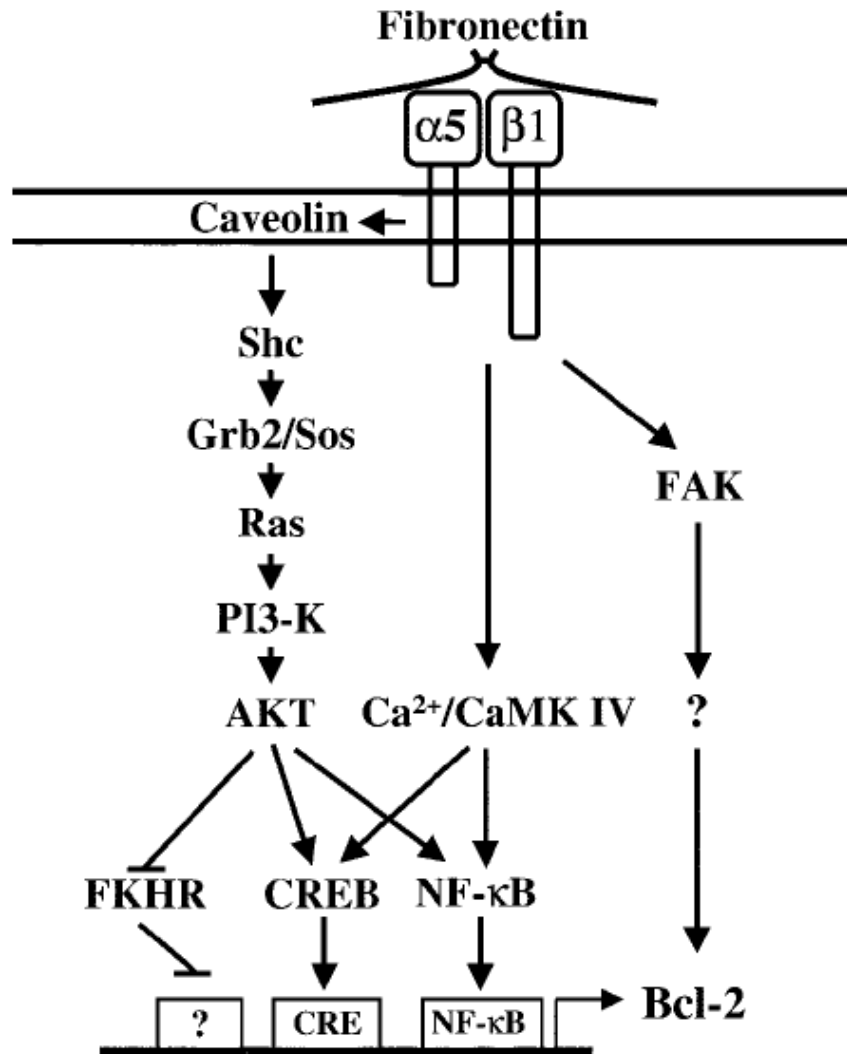 Fibronectin
α5 β1
Caveolin
Shc
Grb2/Sos
Ras
FAK
PI3-K
AKT Ca²⁺/CaMK IV ?
FKHR CREB NF-κB
? CRE NF-κB Bcl-2